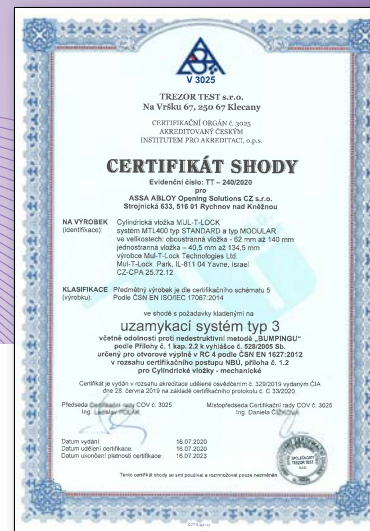 V 3025
TREZOR TEST s.r.o.
Na Vršku 67, 250 67 Klecany
CERTIFIKAČNÍ ORGÁN č. 3025
AKREDITOVANÝ ČESKÝM
INSTITUTEM PRO AKREDITACI, o.p.s.
CERTIFIKÁT SHODY
Evidenční číslo: TT – 240/2020
pro
ASSA ABLOY Opening Solutions CZ s.r.o.
Strojnická 633, 516 01 Rychnov nad Kněžnou
NA VÝROBEK Cylindrická vložka MUL-T-LOCK
(identifikace): systém MTL400 typ STANDARD a typ MODULAR
ve velikostech: oboustranná vložka - 62 mm až 140 mm
jednostranná vložka – 40,5 mm až 134,5 mm
výrobce Mul-T-Lock Technologies Ltd.
Mul-T-Lock Park, IL-811 04 Yavne, Israel
CZ-CPA 25.72.12
KLASIFIKACE Předmětný výrobek je dle certifikačního schématu 5
(výrobku): Podle ČSN EN ISO/IEC 17067:2014
ve shodě s požadavky kladenými na
uzamykací systém typ 3
včetně odolnosti proti nedestruktivní metodě „BUMPINGU“
podle Přílohy č. 1 kap. 2.2 k vyhlášce č. 528/2005 Sb.
určený pro otvorové výplně v RC 4 podle ČSN EN 1627:2012
v rozsahu certifikačního postupu NBÚ, příloha č. 1.2
pro Cylindrické vložky - mechanické
Certifikát je vydán v rozsahu akreditace udělené osvědčením č. 329/2019 vydaným ČIA
dne 28. června 2019 na základě certifikačního protokolu č. C 33/2020
Předseda Certifikační rady COV č. 3025 Místopředseda Certifikační rady COV č. 3025
Ing. Ladislav POLÁK Ing. Daniela ČÍŽKOVÁ
Datum vydání: 16.07.2020
Datum udělení certifikace: 16.07.2020
Datum ukončení platnosti certifikace: 16.07.2023
SPOLEČNOST
TREZOR TEST
Tento certifikát shody se smí používat a rozmnožovat pouze nezměněn